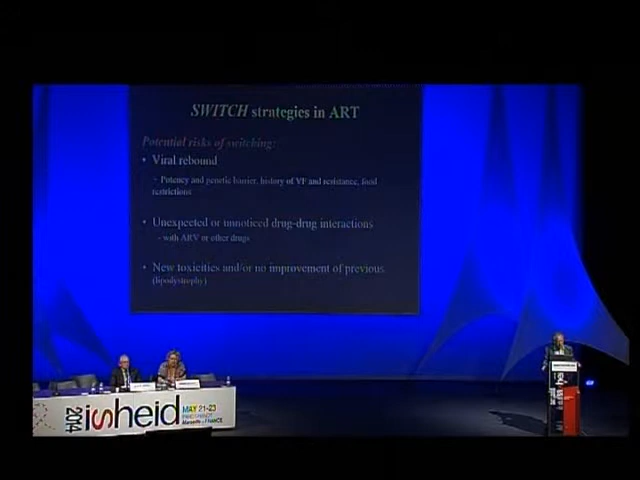 SWITCH strategies in ART
Potential risks of switching:
• Viral rebound
- Potency and genetic barrier, history of VF and resistance, food
restrictions
• Unexpected or unnoticed drug-drug interactions
- with ARV or other drugs
• New toxicities and/or no improvement of previous
(lipodystrophy)
2014
isheid
MAY 21-23
Marseille - FRANCE